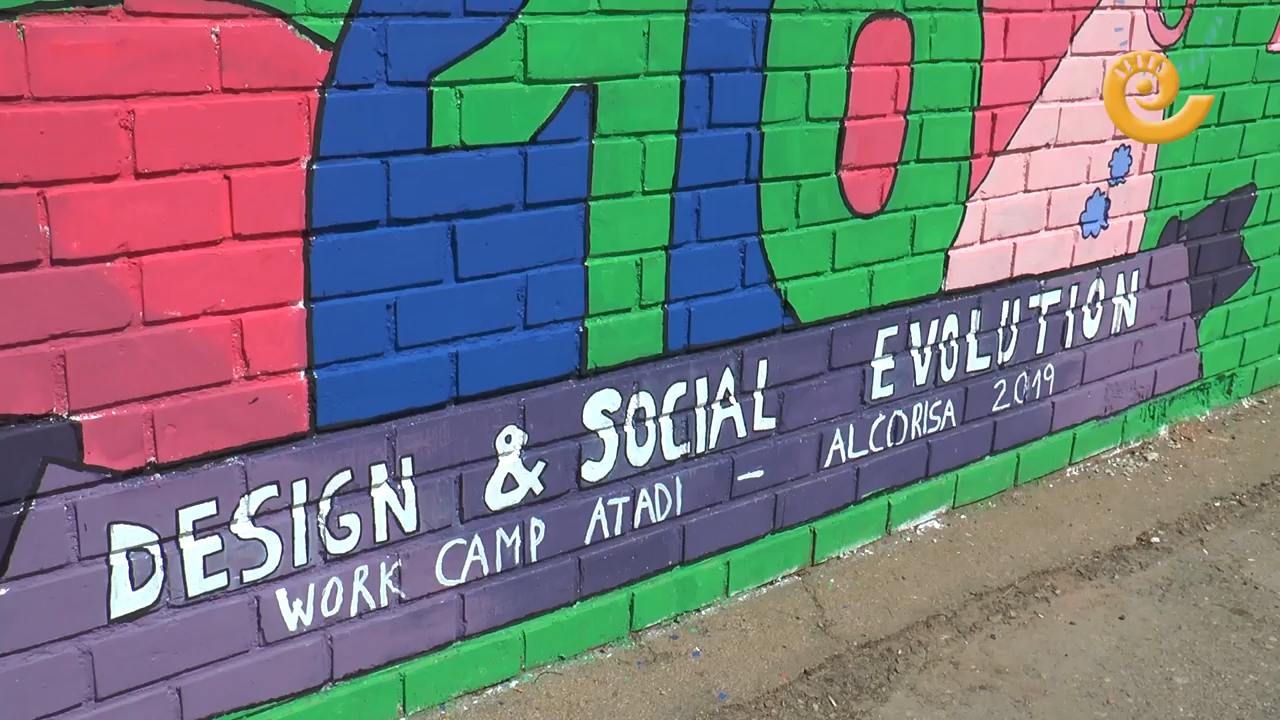 DESIGN & SOCIAL EVOLUTION
WORK CAMP ATADI - ALCORISA 2019